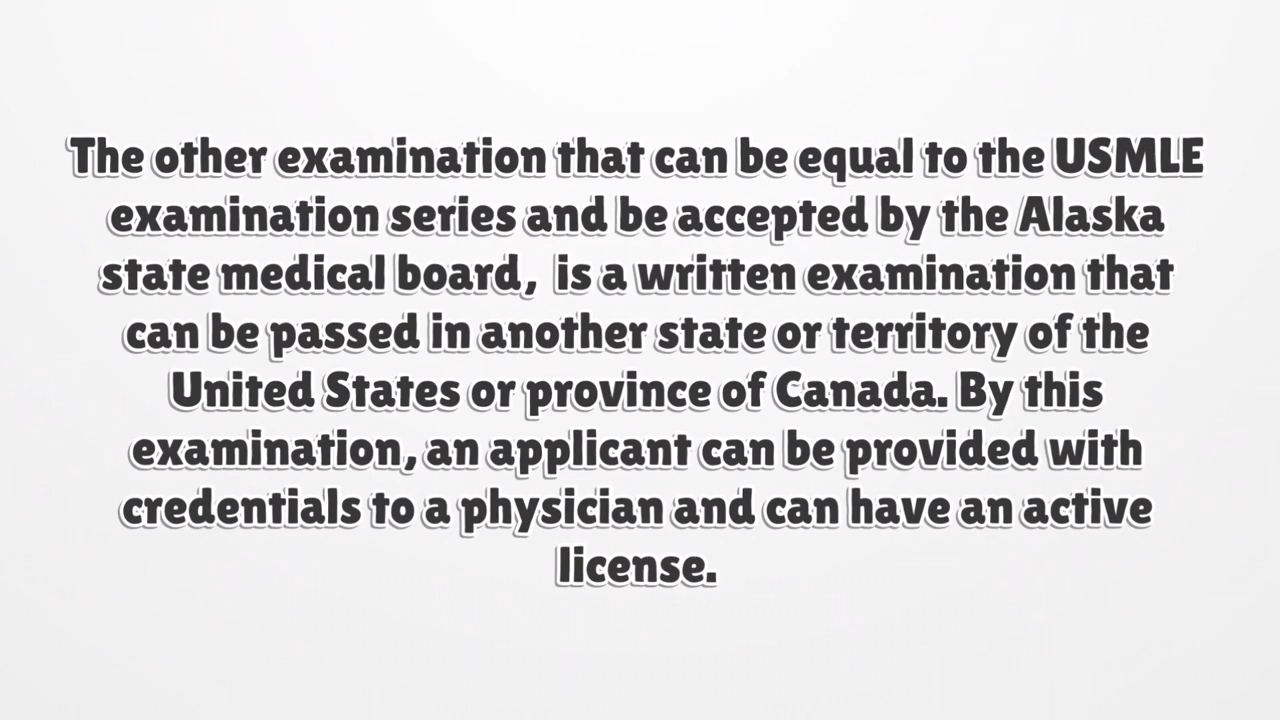 The other examination that can be equal to the USMLE
examination series and be accepted by the Alaska
state medical board,  is a written examination that
can be passed in another state or territory of the
United States or province of Canada. By this
examination, an applicant can be provided with
credentials to a physician and can have an active
license.